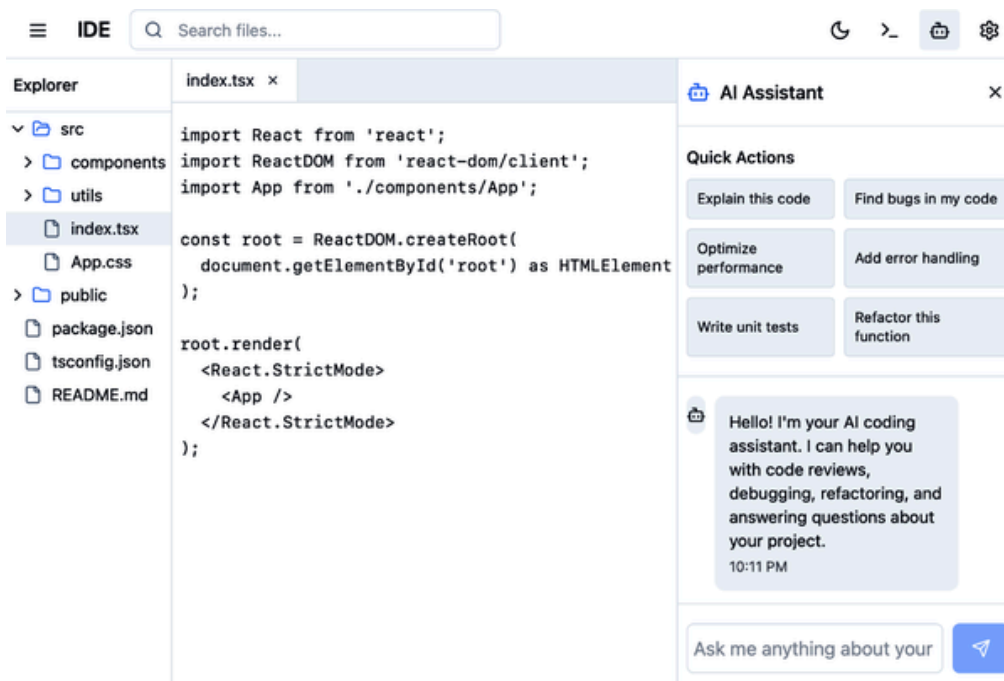 IDE
Search files...
Explorer
src
components
utils
index.tsx
App.css
public
package.json
tsconfig.json
README.md
index.tsx ×
import React from 'react';
import ReactDOM from 'react-dom/client';
import App from './components/App';
const root = ReactDOM.createRoot(
  document.getElementById('root') as HTMLElement
);
root.render(
  <React.StrictMode>
    <App />
  </React.StrictMode>
);
AI Assistant
Quick Actions
Explain this code
Find bugs in my code
Optimize
performance
Add error handling
Write unit tests
Refactor this
function
Hello! I'm your AI coding
assistant. I can help you
with code reviews,
debugging, refactoring, and
answering questions about
your project.
10:11 PM
Ask me anything about your